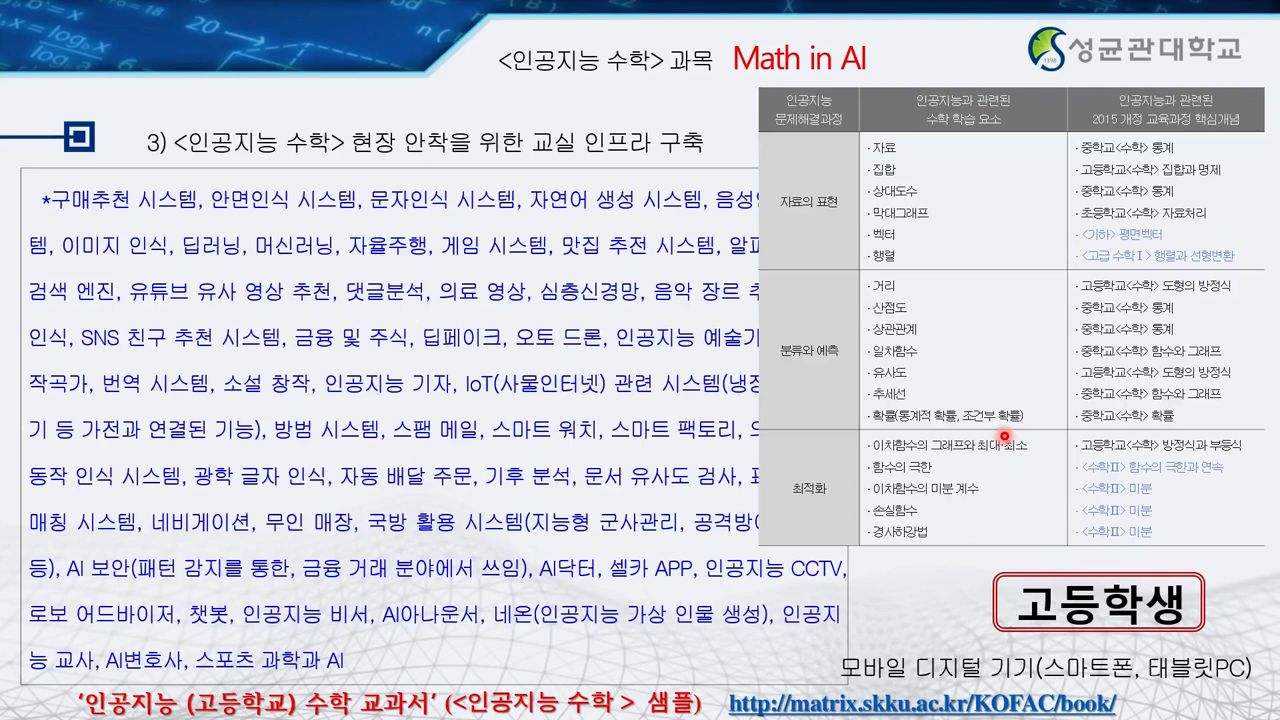 <인공지능 수학> 과목 Math in AI
성균관대학교
3) <인공지능 수학> 현장 안착을 위한 교실 인프라 구축
*구매추천 시스템, 안면인식 시스템, 문자인식 시스템, 자연어 생성 시스템,
템, 이미지 인식, 딥러닝, 머신러닝, 자율주행, 게임 시스템, 맛집 추전 시스템,
검색 엔진, 유튜브 유사 영상 추천, 댓글분석, 의료 영상, 심층신경망, 음악 장르
인식, SNS 친구 추천 시스템, 금융 및 주식, 딥페이크, 오토 드론, 인공지능
작곡가, 번역 시스템, 소설 창작, 인공지능 기자, IoT(사물인터넷) 관련
기 등 가전과 연결된 기능), 방범 시스템, 스팸 메일, 스마트 워치, 스마트 팩토리,
동작 인식 시스템, 광학 글자 인식, 자동 배달 주문, 기후 분석, 문서 유사도 검사,
매칭 시스템, 네비게이션, 무인 매장, 국방 활용 시스템(지능형 군사관리,
등), AI 보안(패턴 감지를 통한, 금융 거래 분야에서 쓰임), AI닥터, 셀카 APP, 인공지능 CCTV,
로보 어드바이저, 챗봇, 인공지능 비서, AI아나운서, 네온(인공지능 가상 인물 생성), 인공지
능 교사, AI변호사, 스포츠 과학과 AI
인공지능 문제해결과정
인공지능과 관련된 수학 학습 요소
인공지능과 관련된 2015 개정 교육과정 핵심개념
자료의 표현
· 자료 · 중학교<수학> 통계
· 집합 · 고등학교<수학> 집합과 명제
· 상대도수 · 중학교<수학> 통계
· 막대그래프 · 초등학교<수학> 자료처리
· 벡터 · <기하> 평면벡터
· 행렬 · <고급 수학 I> 행렬과 선형변환
분류와 예측
· 거리 · 고등학교<수학> 도형의 방정식
· 산점도 · 중학교<수학> 통계
· 상관관계 · 중학교<수학> 통계
· 일차함수 · 중학교<수학> 함수와 그래프
· 유사도 · 고등학교<수학> 도형의 방정식
· 추세선 · 중학교<수학> 함수와 그래프
· 확률(통계적 확률, 조건부 확률) · 중학교<수학> 확률
최적화
· 이차함수의 그래프와 최대·최소 · 고등학교<수학> 방정식과 부등식
· 함수의 극한 · <수학II> 함수의 극한과 연속
· 이차함수의 미분 계수 · <수학II> 미분
· 손실함수 · <수학II> 미분
· 경사하강법 · <수학II> 미분
고등학생
모바일 디지털 기기(스마트폰, 태블릿PC)
'인공지능 (고등학교) 수학 교과서' (<인공지능 수학 > 샘플) http://matrix.skku.ac.kr/KOFAC/book/